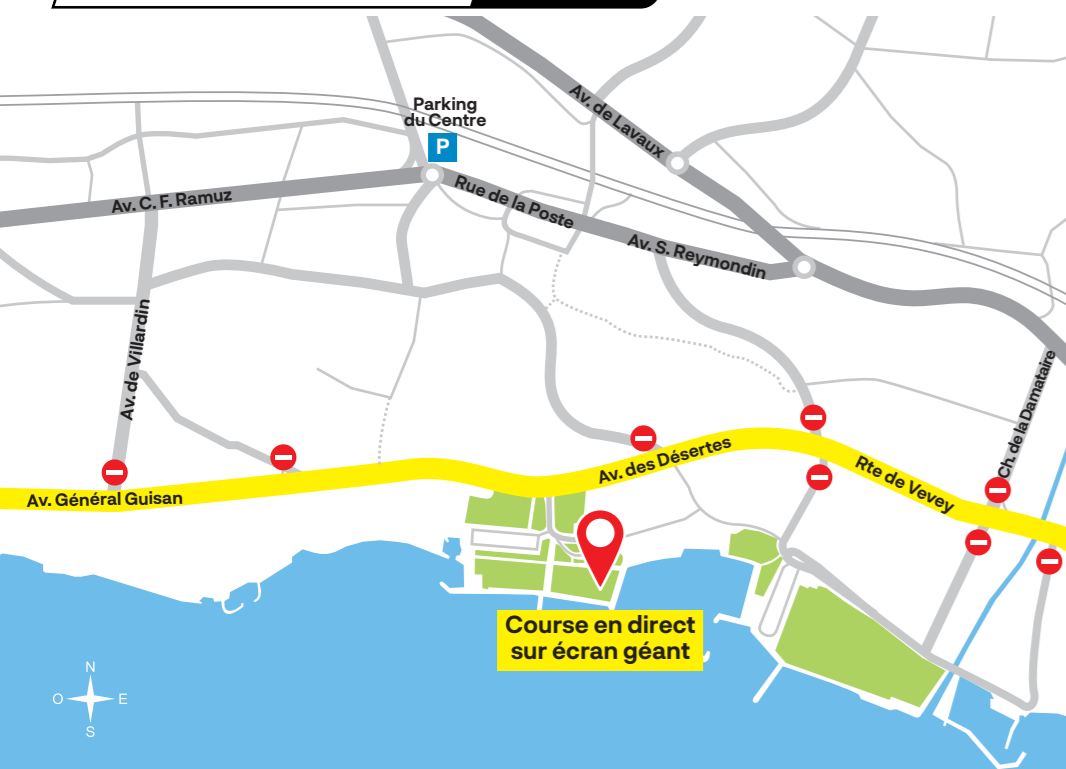 Parking
du Centre
P
Av. de Lavaux
Av. C. F. Ramuz
Rue de la Poste
Av. S. Reymondin
Av. de Villardin
Ch. de la Damataire
Av. des Désertes
Rte de Vevey
Av. Général Guisan
Course en direct
sur écran géant
N
O
E
S